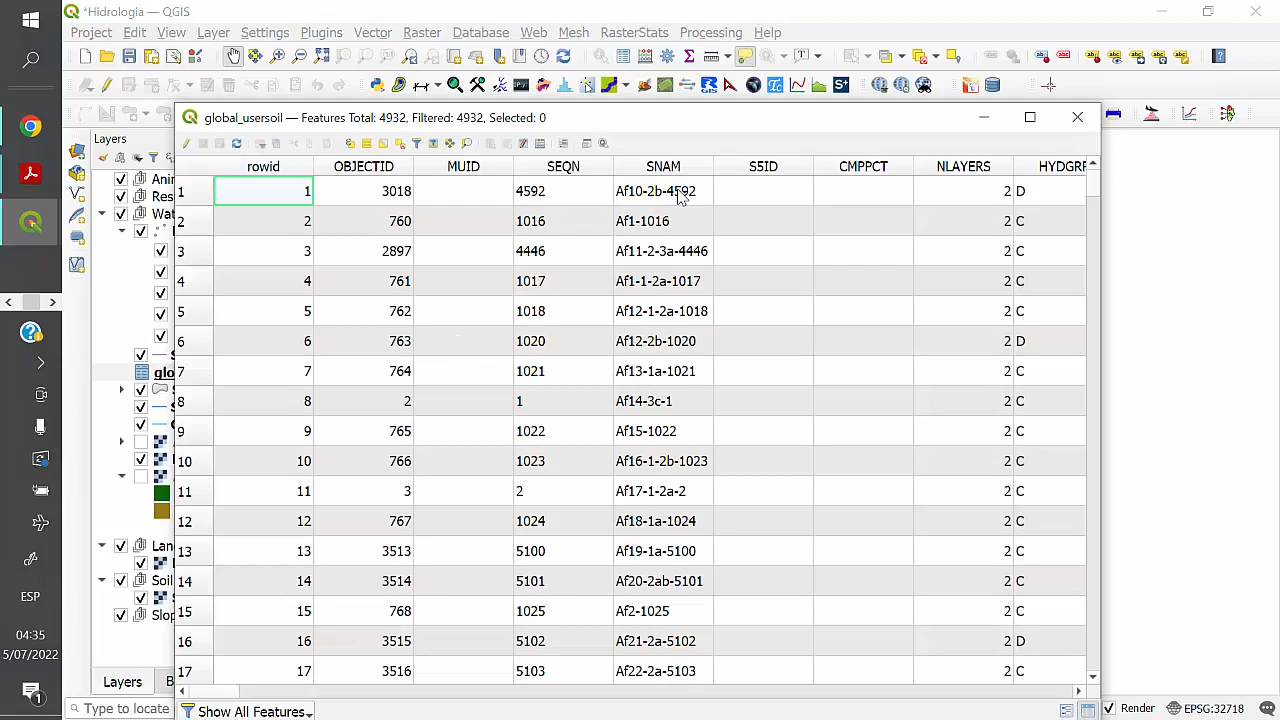 *Hidrología — QGIS
Project Edit View Layer Settings Plugins Vector Raster Database Web Mesh RasterStats Processing Help
global_usersoil — Features Total: 4932, Filtered: 4932, Selected: 0
Layers
rowid OBJECTID MUID SEQN SNAM S5ID CMPPCT NLAYERS HYDGRP
1 1 3018 4592 Af10-2b-4592 2 D
2 2 760 1016 Af1-1016 2 C
3 3 2897 4446 Af11-2-3a-4446 2 C
4 4 761 1017 Af1-1-2a-1017 2 C
5 5 762 1018 Af12-1-2a-1018 2 C
6 6 763 1020 Af12-2b-1020 2 D
7 7 764 1021 Af13-1a-1021 2 C
8 8 2 1 Af14-3c-1 2 C
9 9 765 1022 Af15-1022 2 C
10 10 766 1023 Af16-1-2b-1023 2 C
11 11 3 2 Af17-1-2a-2 2 C
12 12 767 1024 Af18-1a-1024 2 C
13 13 3513 5100 Af19-1a-5100 2 C
14 14 3514 5101 Af20-2ab-5101 2 C
15 15 768 1025 Af2-1025 2 C
16 16 3515 5102 Af21-2a-5102 2 D
17 17 3516 5103 Af22-2a-5103 2 C
Ani
Res
Wat
glo
Lan
Soil
Slop
Layers B
Show All Features
Type to locate
Render EPSG:32718
ESP
04:35
5/07/2022
1